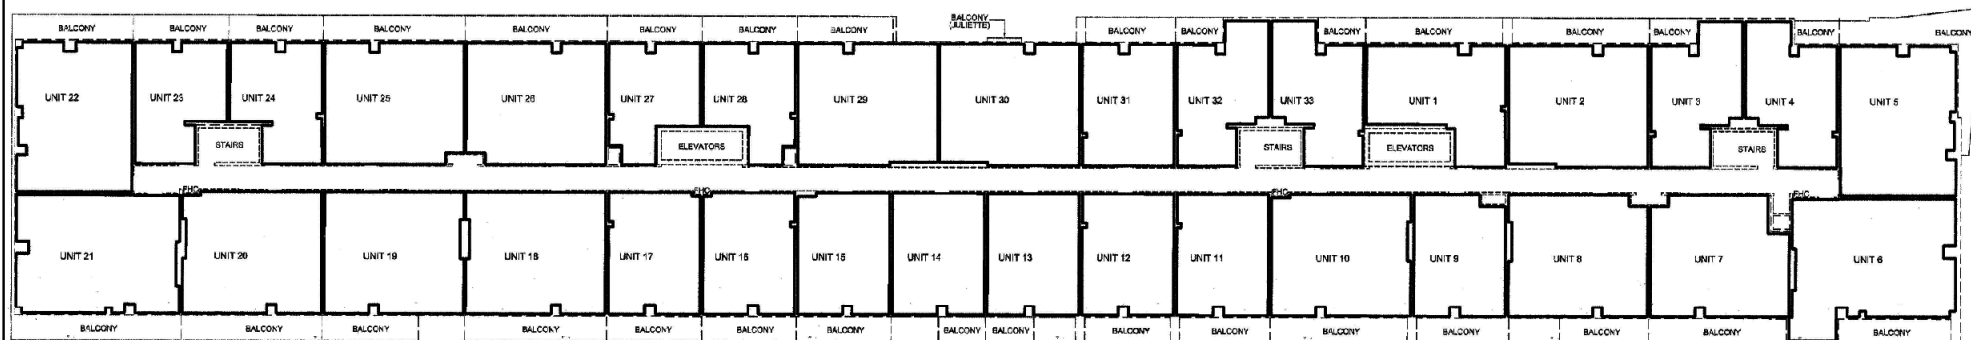 BALCONY BALCONY BALCONY BALCONY BALCONY BALCONY BALCONY BALCONY BALCONY
(JULIETTE) BALCONY BALCONY BALCONY BALCONY BALCONY BALCONY BALCONY BALCONY
UNIT 22 UNIT 23 UNIT 24 UNIT 25 UNIT 26 UNIT 27 UNIT 28 UNIT 29 UNIT 30 UNIT 31 UNIT 32 UNIT 33 UNIT 1 UNIT 2 UNIT 3 UNIT 4 UNIT 5
STAIRS ELEVATORS STAIRS ELEVATORS STAIRS
FHC FHC FHC FHC
UNIT 21 UNIT 20 UNIT 19 UNIT 18 UNIT 17 UNIT 16 UNIT 15 UNIT 14 UNIT 13 UNIT 12 UNIT 11 UNIT 10 UNIT 9 UNIT 8 UNIT 7 UNIT 6
BALCONY BALCONY BALCONY BALCONY BALCONY BALCONY BALCONY BALCONY BALCONY BALCONY BALCONY BALCONY BALCONY BALCONY BALCONY BALCONY